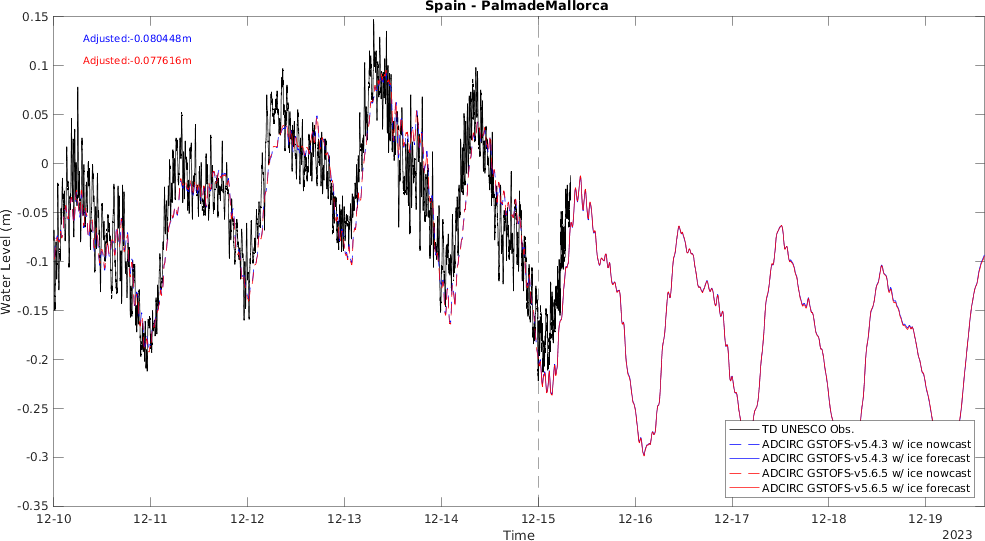 Spain - PalmadeMallorca
Adjusted:-0.080448m
Adjusted:-0.077616m
0.15
0.1
0.05
0
-0.05
-0.1
-0.15
-0.2
-0.25
-0.3
-0.35
Water Level (m)
TD UNESCO Obs.
ADCIRC GSTOFS-v5.4.3 w/ ice nowcast
ADCIRC GSTOFS-v5.4.3 w/ ice forecast
ADCIRC GSTOFS-v5.6.5 w/ ice nowcast
ADCIRC GSTOFS-v5.6.5 w/ ice forecast
12-10 12-11 12-12 12-13 12-14 12-15 12-16 12-17 12-18 12-19
Time
2023